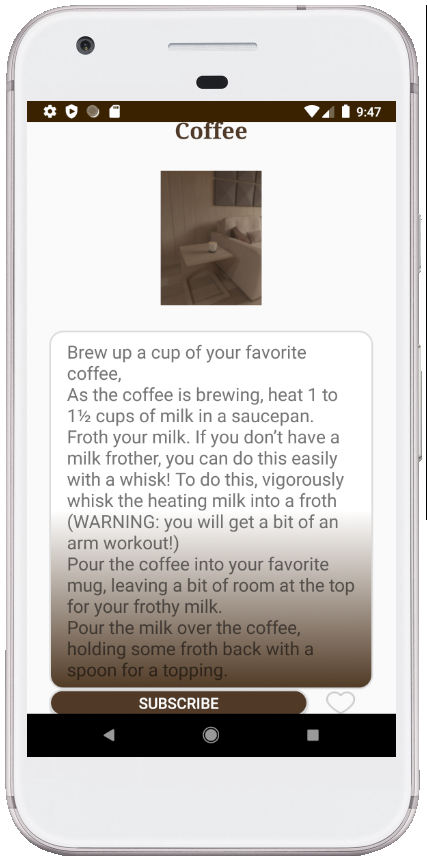 9:47
Coffee
Brew up a cup of your favorite
coffee,
As the coffee is brewing, heat 1 to
1½ cups of milk in a saucepan.
Froth your milk. If you don’t have a
milk frother, you can do this easily
with a whisk! To do this, vigorously
whisk the heating milk into a froth
(WARNING: you will get a bit of an
arm workout!)
Pour the coffee into your favorite
mug, leaving a bit of room at the top
for your frothy milk.
Pour the milk over the coffee,
holding some froth back with a
spoon for a topping.
SUBSCRIBE